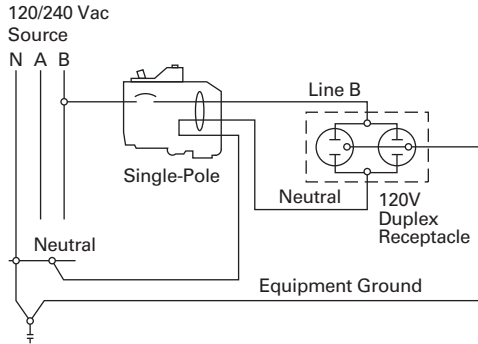 120/240 Vac
Source
N A B
Line B
Single-Pole
Neutral
120V
Duplex
Receptacle
Neutral
Equipment Ground